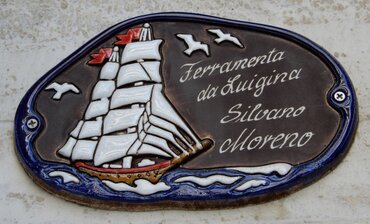 Ferramenta
da Luigina
Silvano
Moreno